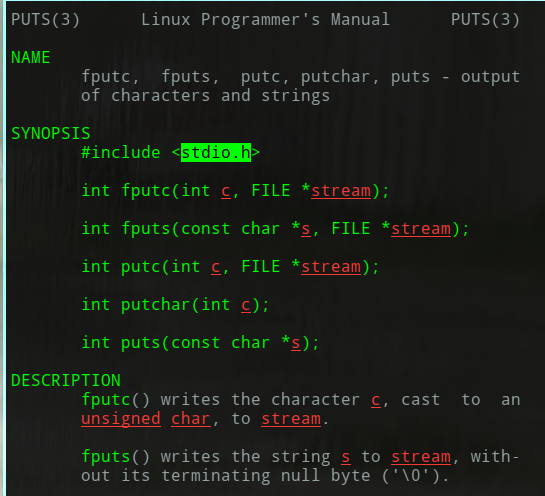 PUTS(3)      Linux Programmer's Manual      PUTS(3)
NAME
fputc,  fputs,  putc, putchar, puts - output
of characters and strings
SYNOPSIS
#include <stdio.h>
int fputc(int c, FILE *stream);
int fputs(const char *s, FILE *stream);
int putc(int c, FILE *stream);
int putchar(int c);
int puts(const char *s);
DESCRIPTION
fputc() writes the character c, cast  to  an
unsigned char, to stream.
fputs() writes the string s to stream, with-
out its terminating null byte ('\0').